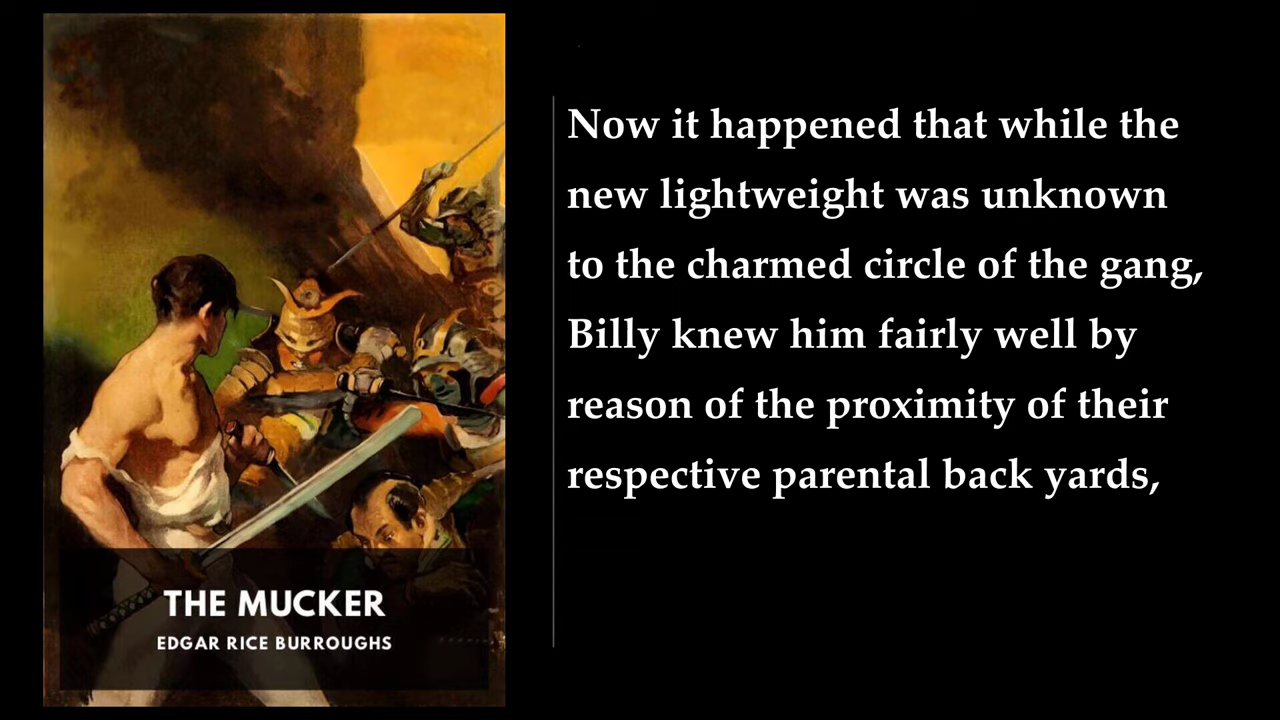 THE MUCKER
EDGAR RICE BURROUGHS
Now it happened that while the
new lightweight was unknown
to the charmed circle of the gang,
Billy knew him fairly well by
reason of the proximity of their
respective parental back yards,